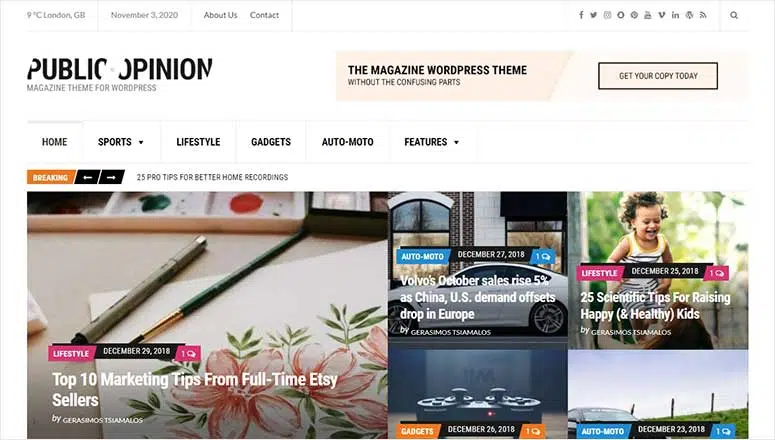 9 °C London, GB
November 3, 2020
About Us
Contact
PUBLIC OPINION
MAGAZINE THEME FOR WORDPRESS
THE MAGAZINE WORDPRESS THEME
WITHOUT THE CONFUSING PARTS
GET YOUR COPY TODAY
HOME
SPORTS
LIFESTYLE
GADGETS
AUTO-MOTO
FEATURES
BREAKING
25 PRO TIPS FOR BETTER HOME RECORDINGS
LIFESTYLE DECEMBER 29, 2018 1
Top 10 Marketing Tips From Full-Time Etsy
Sellers
by GERASIMOS TSIAMALOS
AUTO-MOTO DECEMBER 27, 2018 1
Volvo's October sales rise 5%
as China, U.S. demand offsets
drop in Europe
by GERASIMOS TSIAMALOS
LIFESTYLE DECEMBER 25, 2018 1
25 Scientific Tips For Raising
Happy (& Healthy) Kids
by GERASIMOS TSIAMALOS
GADGETS DECEMBER 26, 2018 1
AUTO-MOTO DECEMBER 23, 2018 1